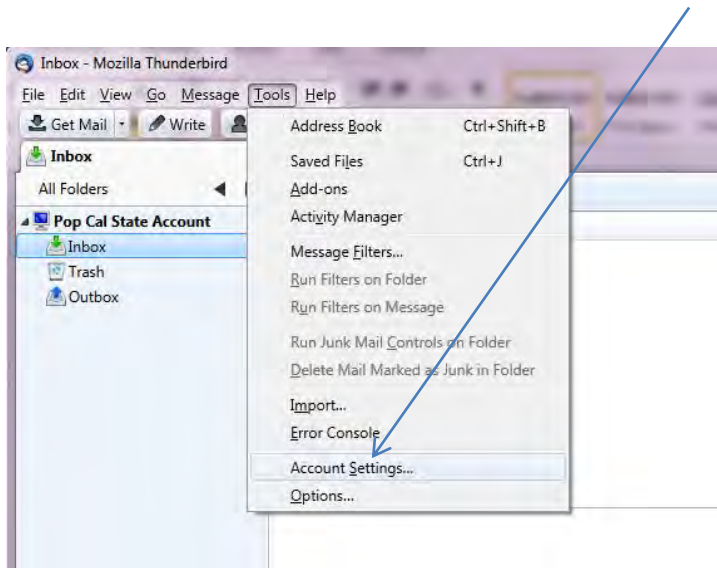 Inbox - Mozilla Thunderbird
File Edit View Go Message Tools Help
Get Mail Write
Inbox
All Folders
Pop Cal State Account
Inbox
Trash
Outbox
Address Book Ctrl+Shift+B
Saved Files Ctrl+J
Add-ons
Activity Manager
Message Filters...
Run Filters on Folder
Run Filters on Message
Run Junk Mail Controls on Folder
Delete Mail Marked as Junk in Folder
Import...
Error Console
Account Settings...
Options...